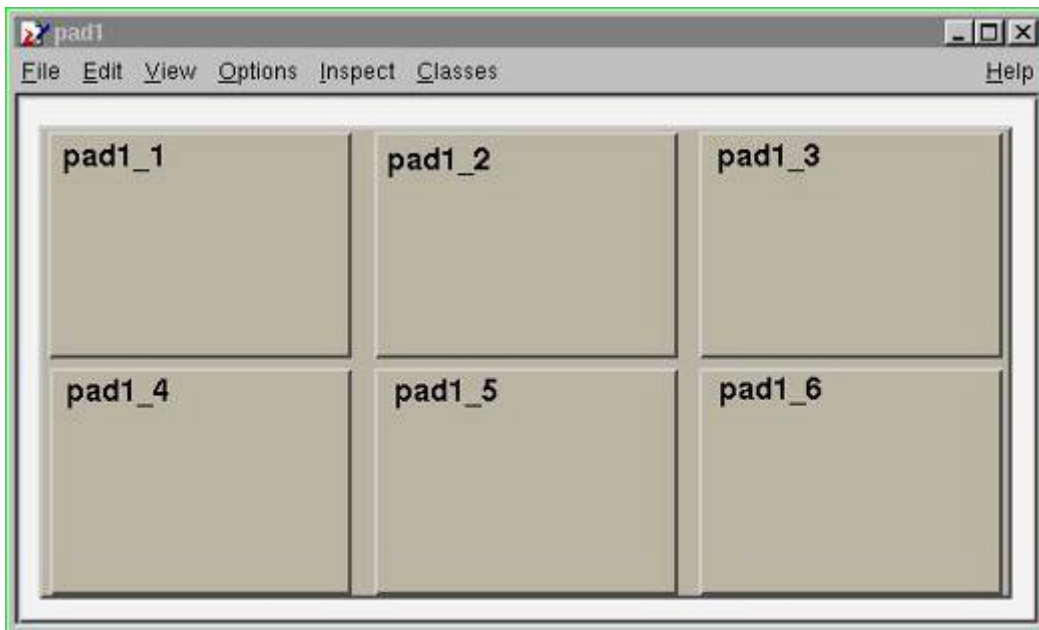 pad1
File Edit View Options Inspect Classes Help
pad1_1 pad1_2 pad1_3
pad1_4 pad1_5 pad1_6